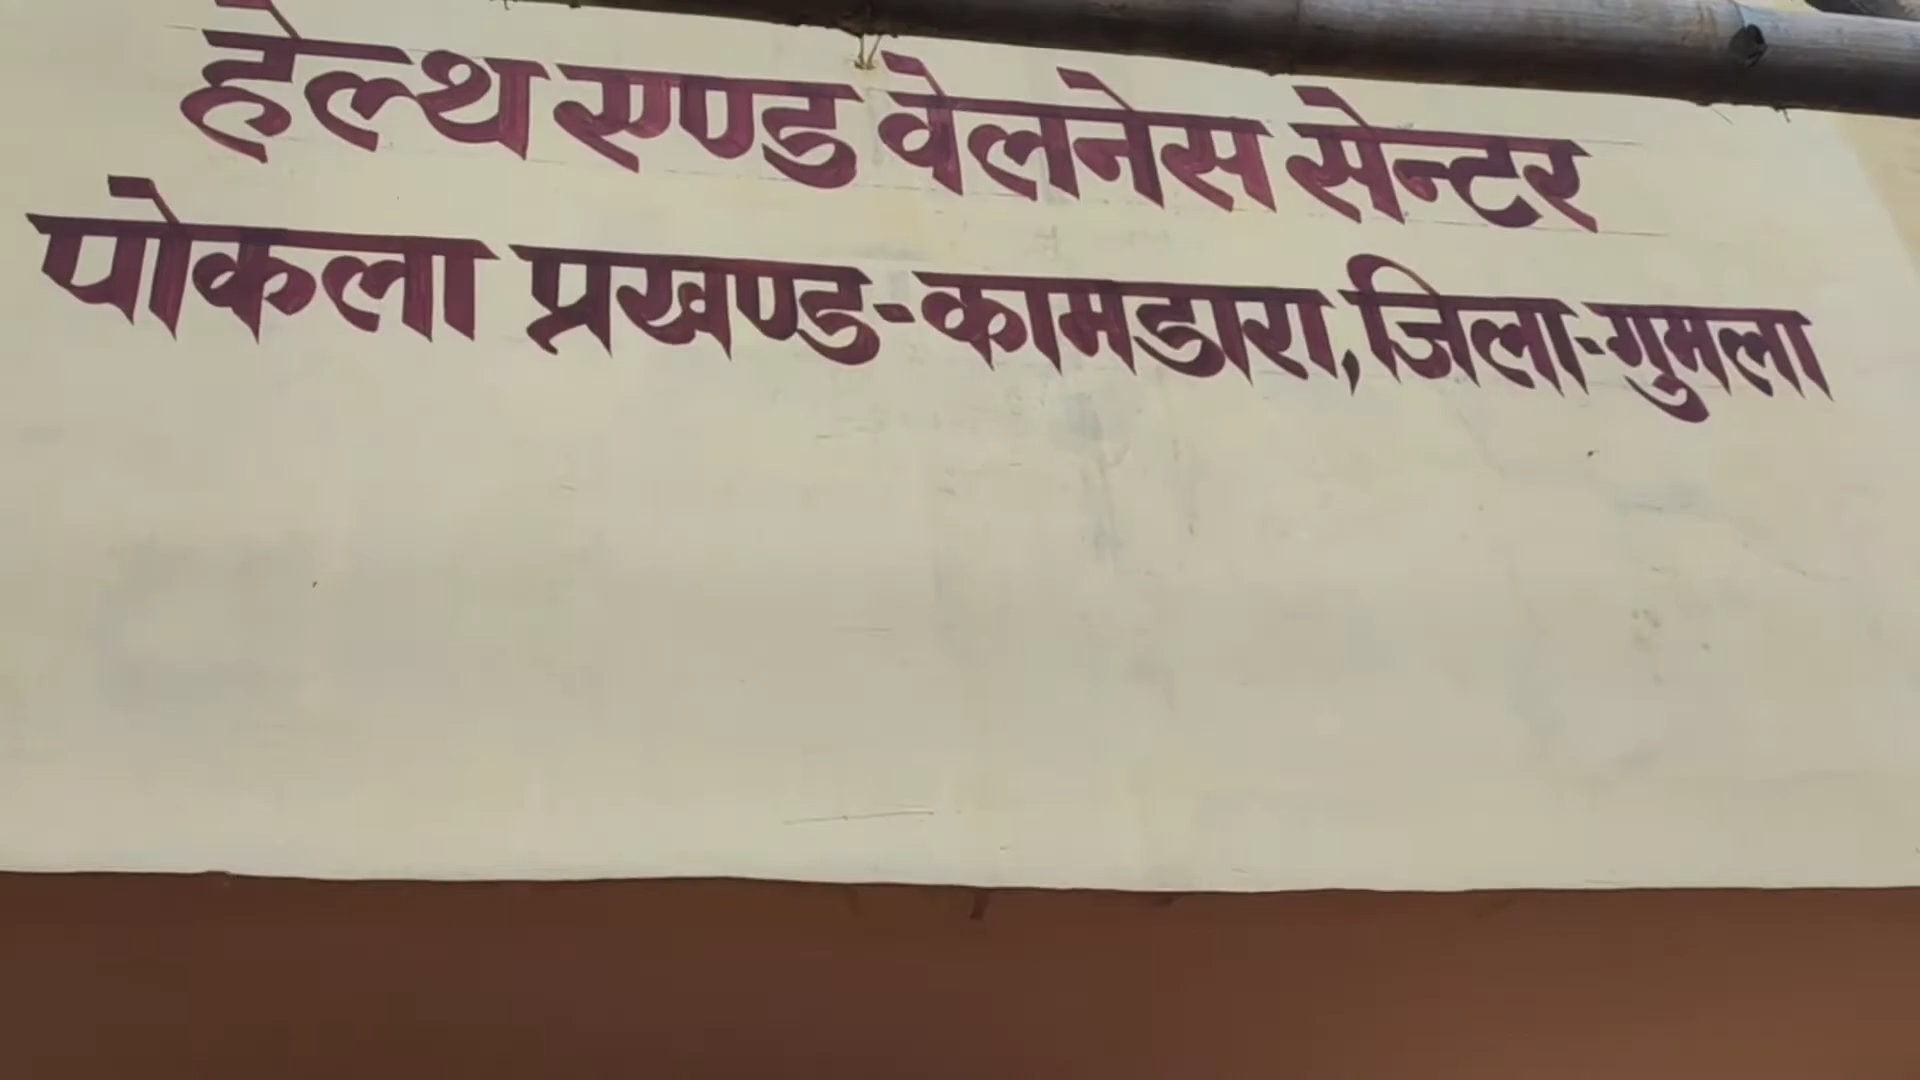 हेल्थ एण्ड वेलनेस सेन्टर
पोकला प्रखण्ड-कामडारा, जिला-गुमला